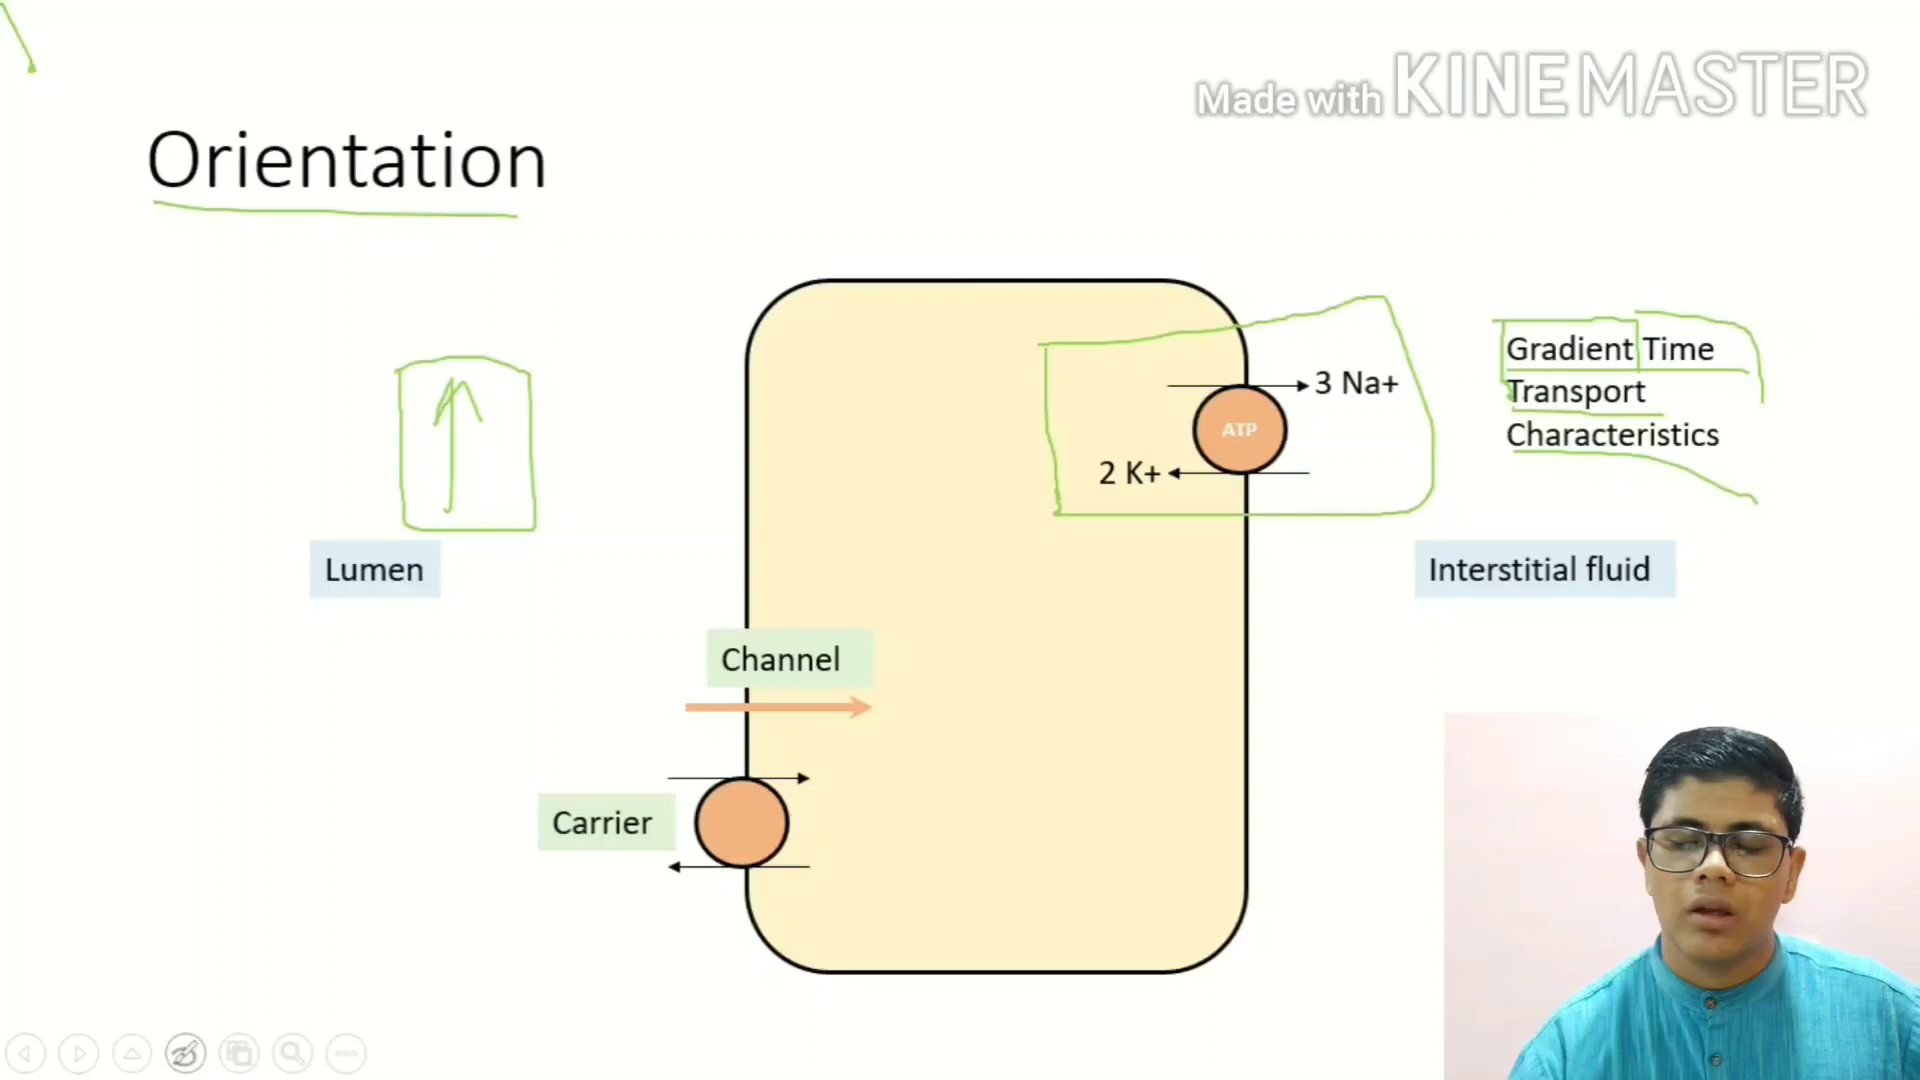 Made with KINEMASTER
Orientation
Gradient Time
Transport
Characteristics
3 Na+
ATP
2 K+
Lumen
Interstitial fluid
Channel
Carrier